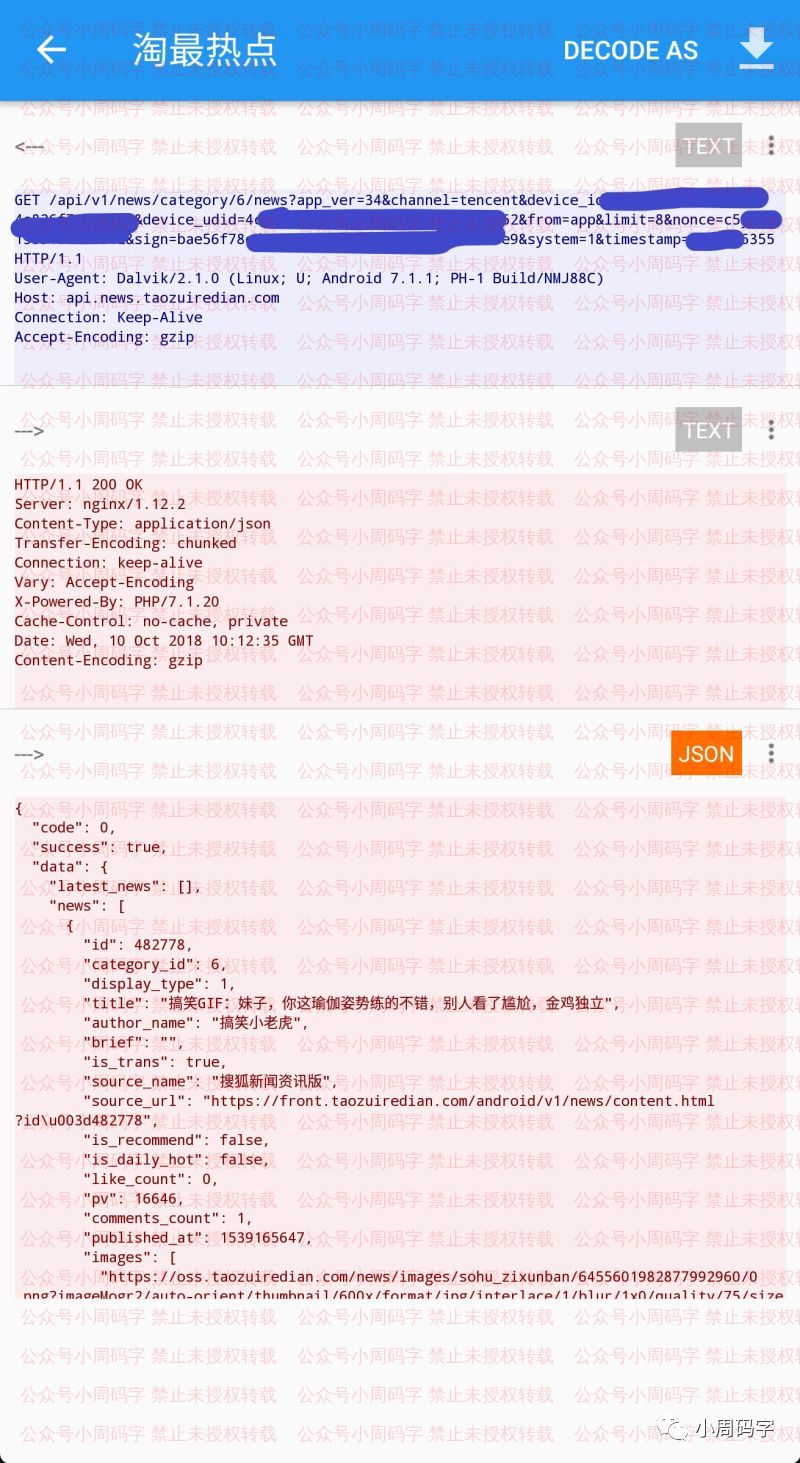 淘最热点 DECODE AS
<--- TEXT
GET /api/v1/news/category/6/news?app_ver=34&channel=tencent&device_id
&device_udid=4c 52&from=app&limit=8&nonce=c5
&sign=bae56f78 e9&system=1&timestamp= 6355
HTTP/1.1
User-Agent: Dalvik/2.1.0 (Linux; U; Android 7.1.1; PH-1 Build/NMJ88C)
Host: api.news.taozuiredian.com
Connection: Keep-Alive
Accept-Encoding: gzip
---> TEXT
HTTP/1.1 200 OK
Server: nginx/1.12.2
Content-Type: application/json
Transfer-Encoding: chunked
Connection: keep-alive
Vary: Accept-Encoding
X-Powered-By: PHP/7.1.20
Cache-Control: no-cache, private
Date: Wed, 10 Oct 2018 10:12:35 GMT
Content-Encoding: gzip
---> JSON
{
"code": 0,
"success": true,
"data": {
"latest_news": [],
"news": [
{
"id": 482778,
"category_id": 6,
"display_type": 1,
"title": "搞笑GIF: 妹子，你这瑜伽姿势练的不错，别人看了尴尬，金鸡独立",
"author_name": "搞笑小老虎",
"brief": "",
"is_trans": true,
"source_name": "搜狐新闻资讯版",
"source_url": "https://front.taozuiredian.com/android/v1/news/content.html
?id\u003d482778",
"is_recommend": false,
"is_daily_hot": false,
"like_count": 0,
"pv": 16646,
"comments_count": 1,
"published_at": 1539165647,
"images": [
"https://oss.taozuiredian.com/news/images/sohu_zixunban/6455601982877992960/0
png?imageMogr2/auto-orient/thumbnail/600x/format/jpg/interlace/1/blur/1x0/quality/75/size
公众号小周码字 禁止未授权转载
小周码字